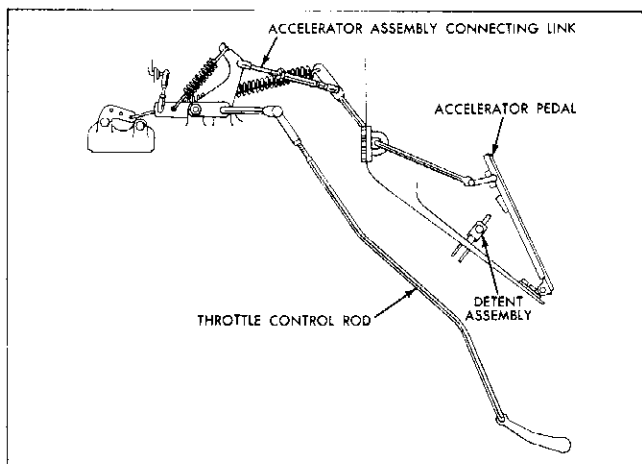 ACCELERATOR ASSEMBLY CONNECTING LINK
ACCELERATOR PEDAL
THROTTLE CONTROL ROD
DETENT
ASSEMBLY